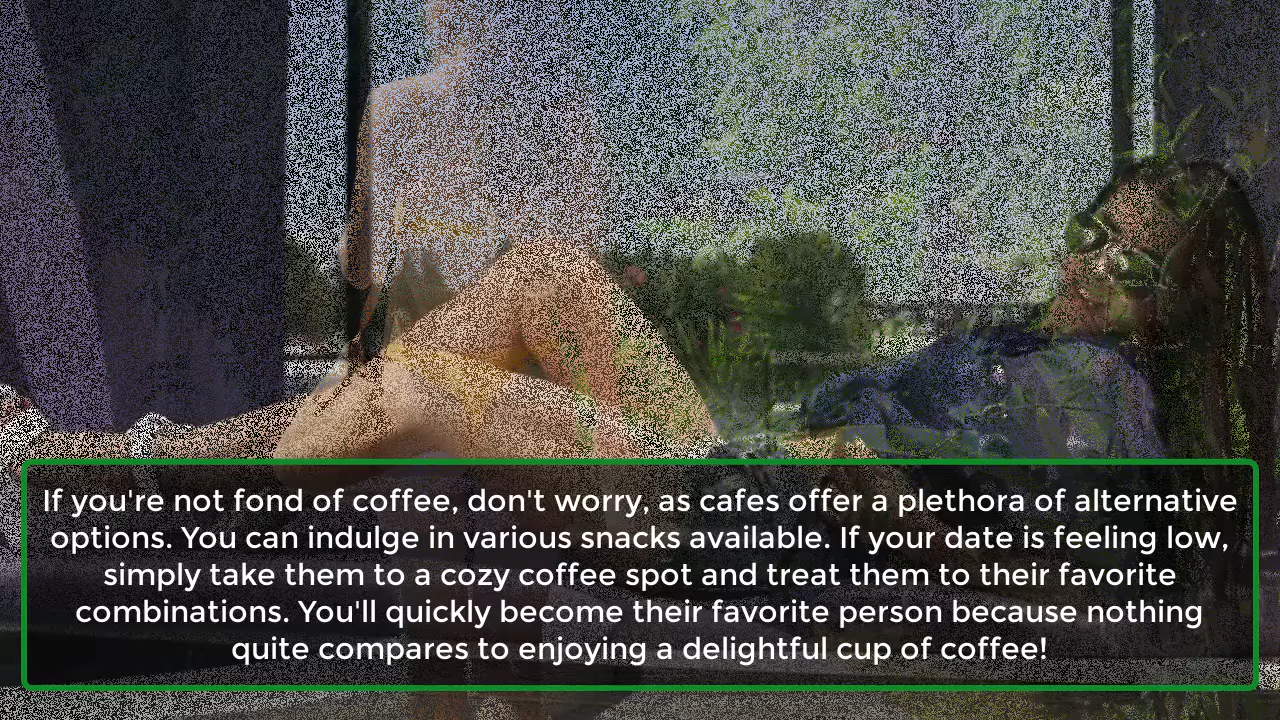 If you're not fond of coffee, don't worry, as cafes offer a plethora of alternative
options. You can indulge in various snacks available. If your date is feeling low,
simply take them to a cozy coffee spot and treat them to their favorite
combinations. You'll quickly become their favorite person because nothing
quite compares to enjoying a delightful cup of coffee!